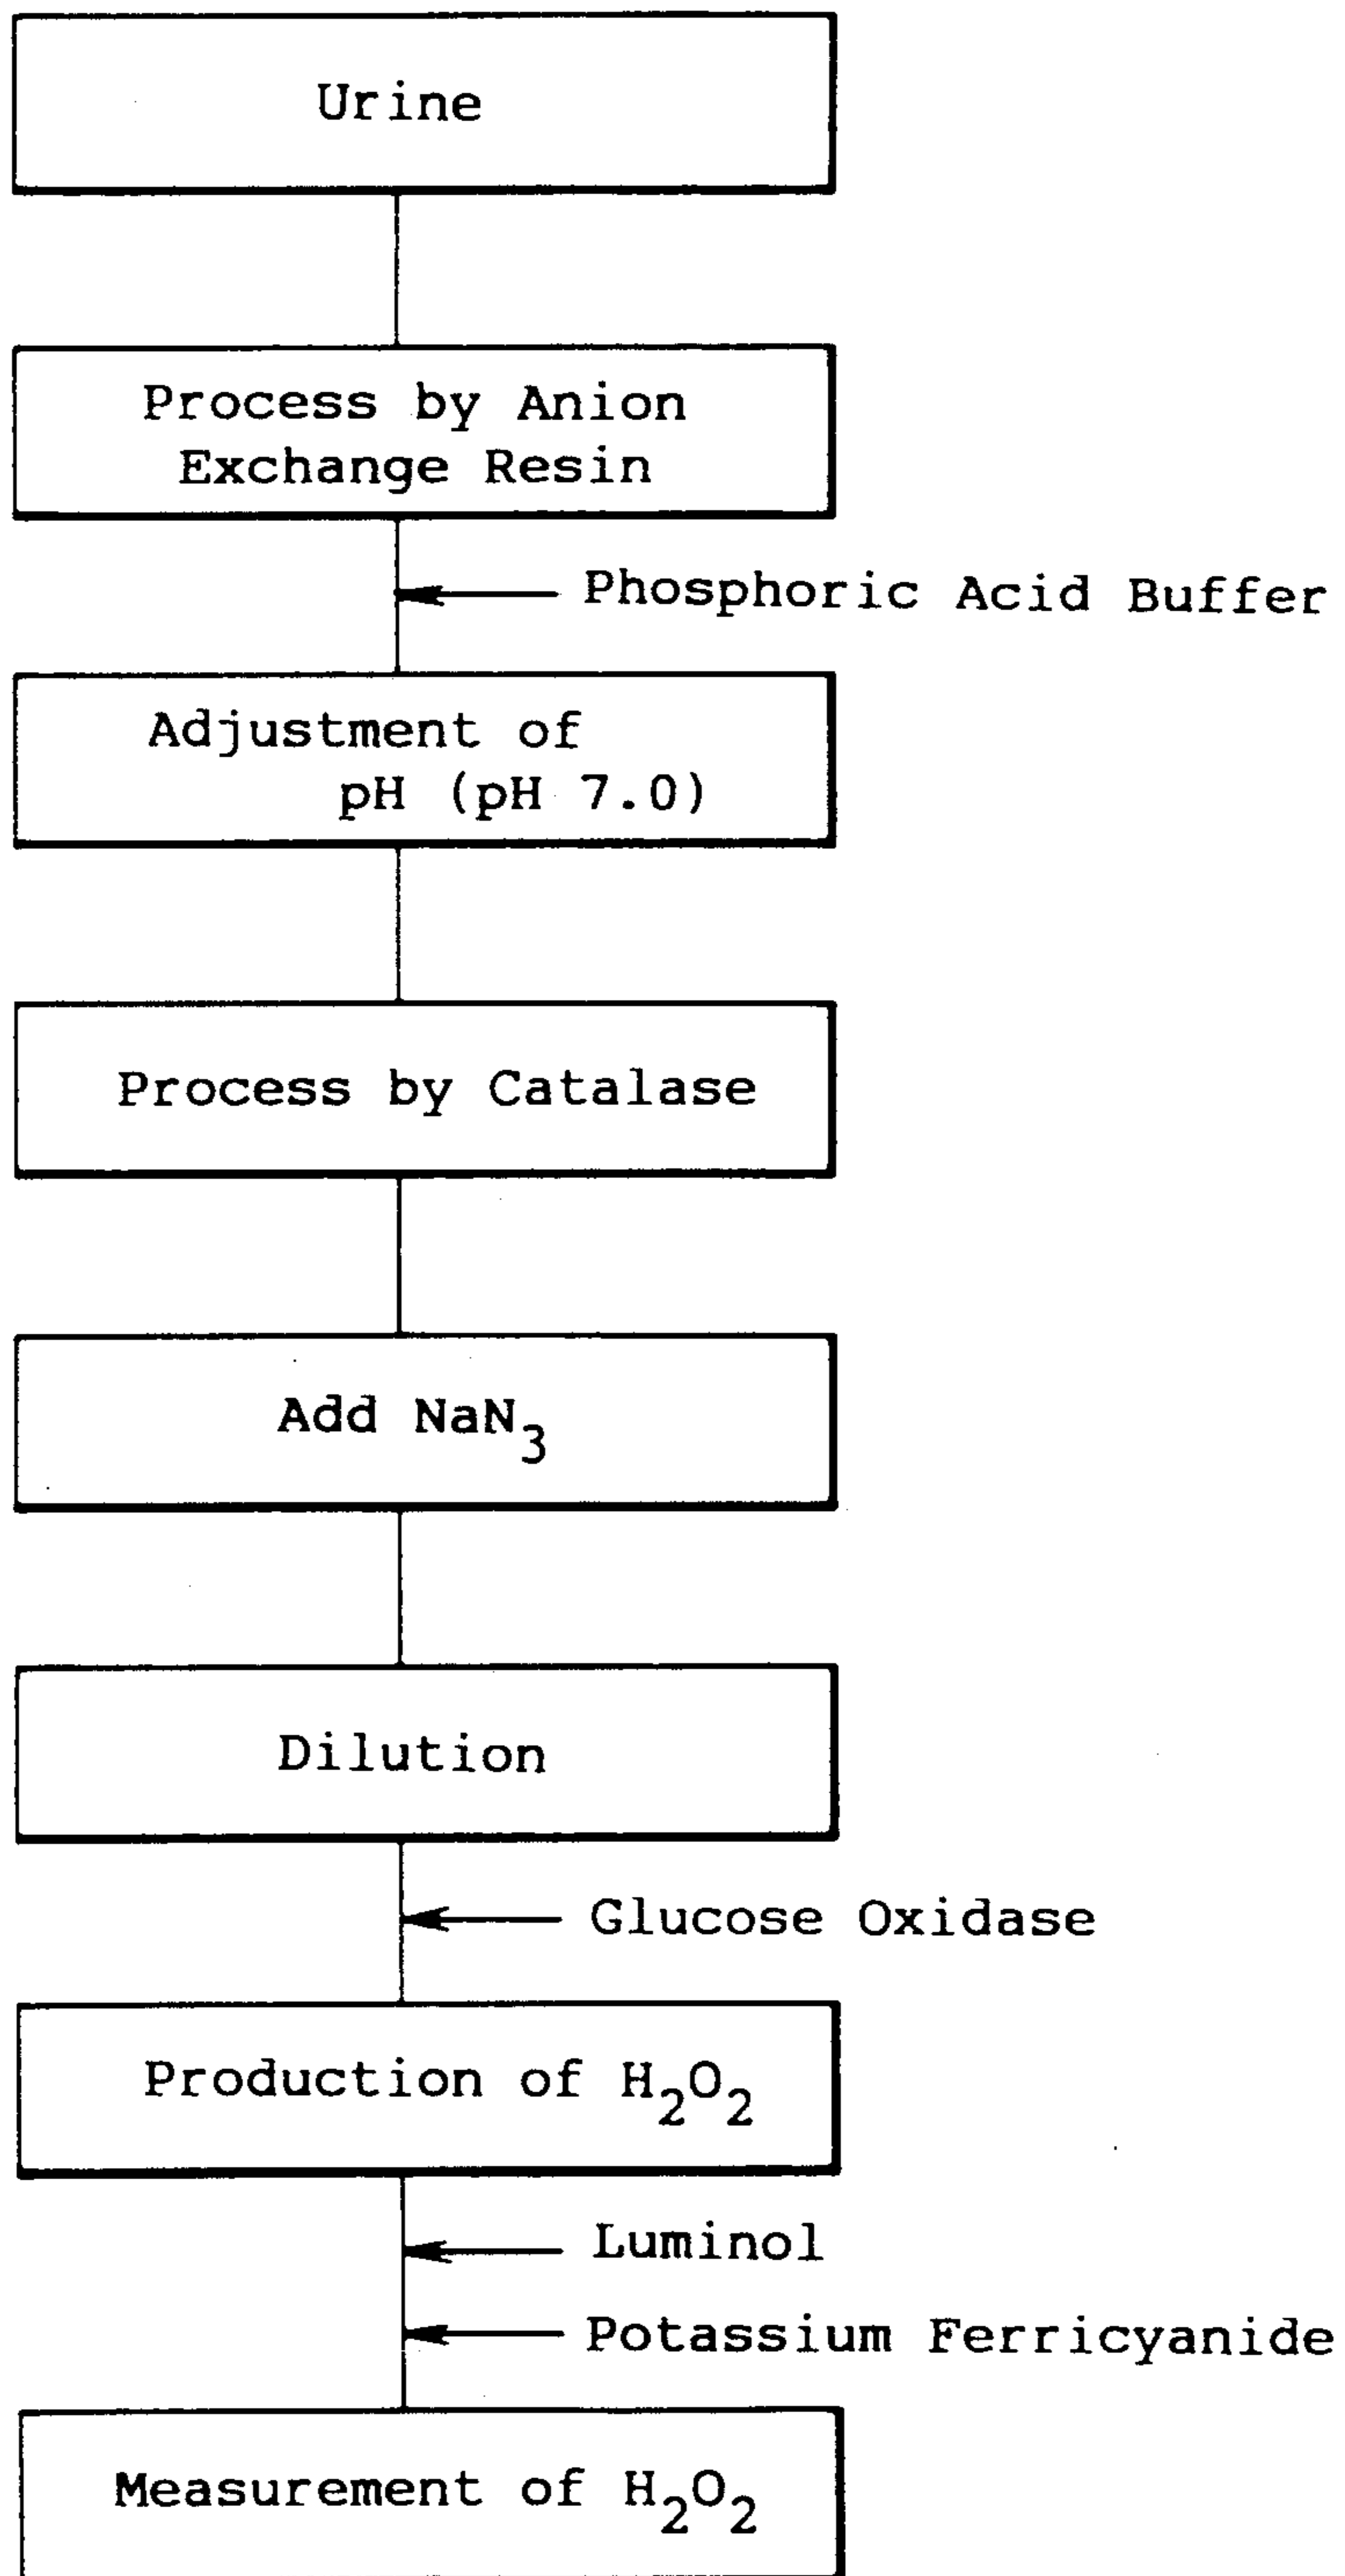 Urine
Process by Anion
Exchange Resin
Phosphoric Acid Buffer
Adjustment of
pH (pH 7.0)
Process by Catalase
Add NaN₃
Dilution
Glucose Oxidase
Production of H₂O₂
Luminol
Potassium Ferricyanide
Measurement of H₂O₂